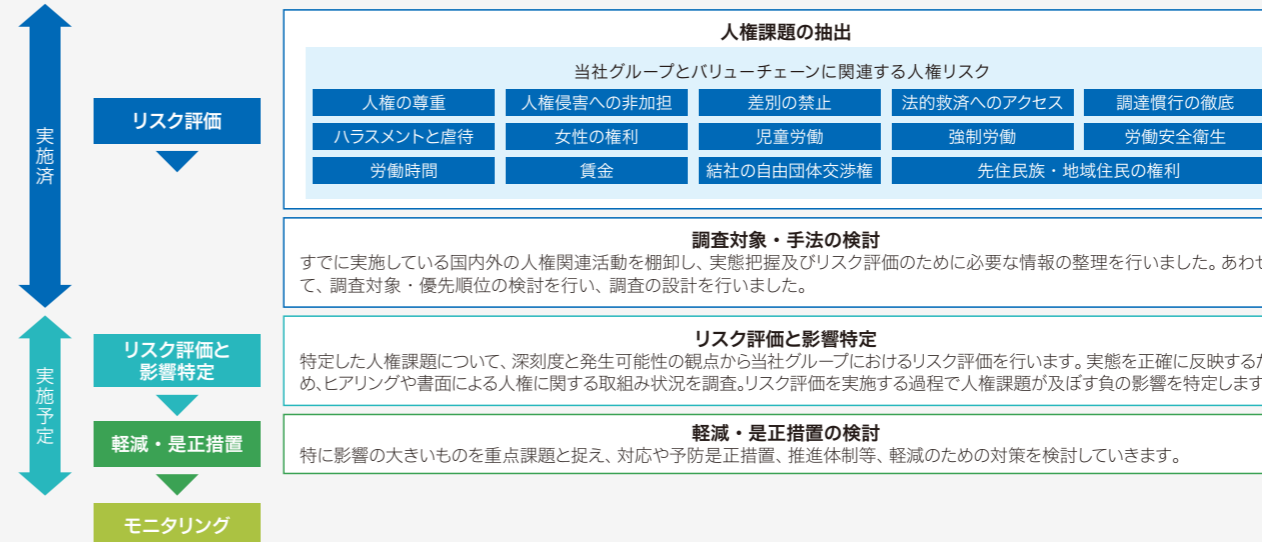 人権課題の抽出
当社グループとバリューチェーンに関連する人権リスク
人権の尊重 人権侵害への非加担 差別の禁止 法的救済へのアクセス 調達慣行の徹底
ハラスメントと虐待 女性の権利 児童労働 強制労働 労働安全衛生
労働時間 賃金 結社の自由団体交渉権 先住民族・地域住民の権利
実施済
リスク評価
調査対象・手法の検討
すでに実施している国内外の人権関連活動を棚卸し、実態把握及びリスク評価のために必要な情報の整理を行いました。あわせ
て、調査対象・優先順位の検討を行い、調査の設計を行いました。
実施予定
リスク評価と
影響特定
リスク評価と影響特定
特定した人権課題について、深刻度と発生可能性の観点から当社グループにおけるリスク評価を行います。実態を正確に反映するた
め、ヒアリングや書面による人権に関する取組み状況を調査。リスク評価を実施する過程で人権課題が及ぼす負の影響を特定します
軽減・是正措置
軽減・是正措置の検討
特に影響の大きいものを重点課題と捉え、対応や予防是正措置、推進体制等、軽減のための対策を検討していきます。
モニタリング